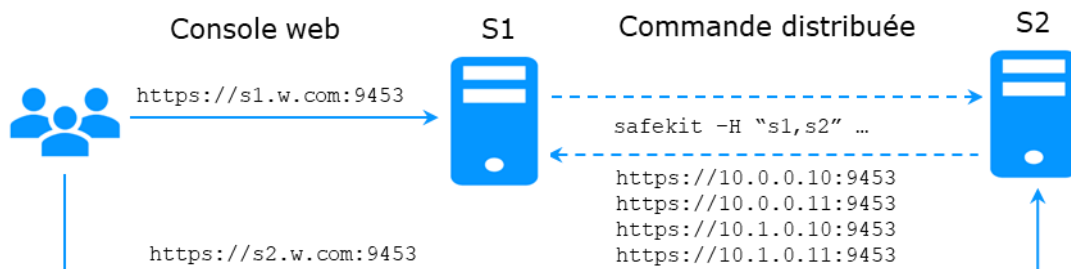 Console web
S1
Commande distribuée
S2
https://s1.w.com:9453
safekit –H “s1,s2” …
https://10.0.0.10:9453
https://10.0.0.11:9453
https://10.1.0.10:9453
https://10.1.0.11:9453
https://s2.w.com:9453